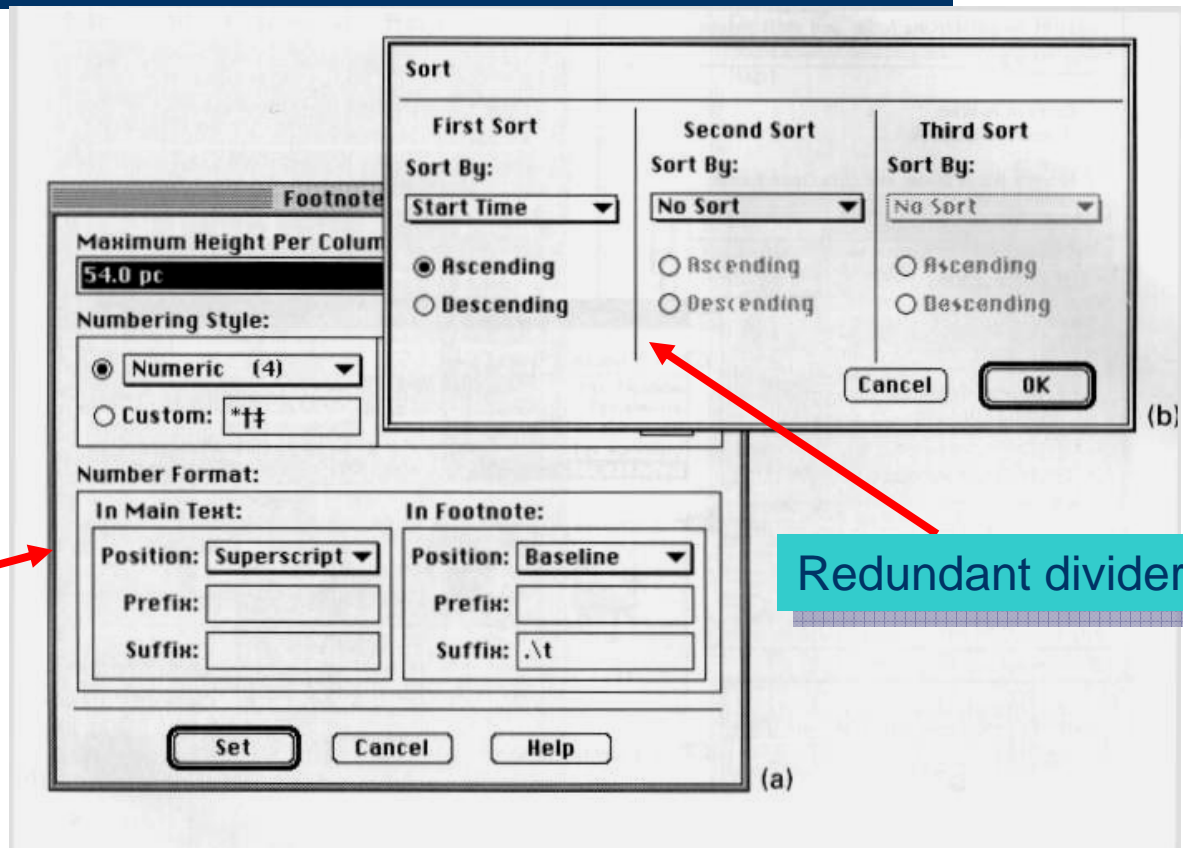 Sort
First Sort
Sort By:
Start Time
Ascending
Descending
Second Sort
Sort By:
No Sort
Ascending
Descending
Third Sort
Sort By:
No Sort
Ascending
Descending
Cancel
OK
(b)
Footnote
Maximum Height Per Colum
54.0 pc
Numbering Style:
Numeric (4)
Custom: *†‡
Number Format:
In Main Text:
Position: Superscript
Prefix:
Suffix:
In Footnote:
Position: Baseline
Prefix:
Suffix: .\t
Set
Cancel
Help
(a)
Redundant divider